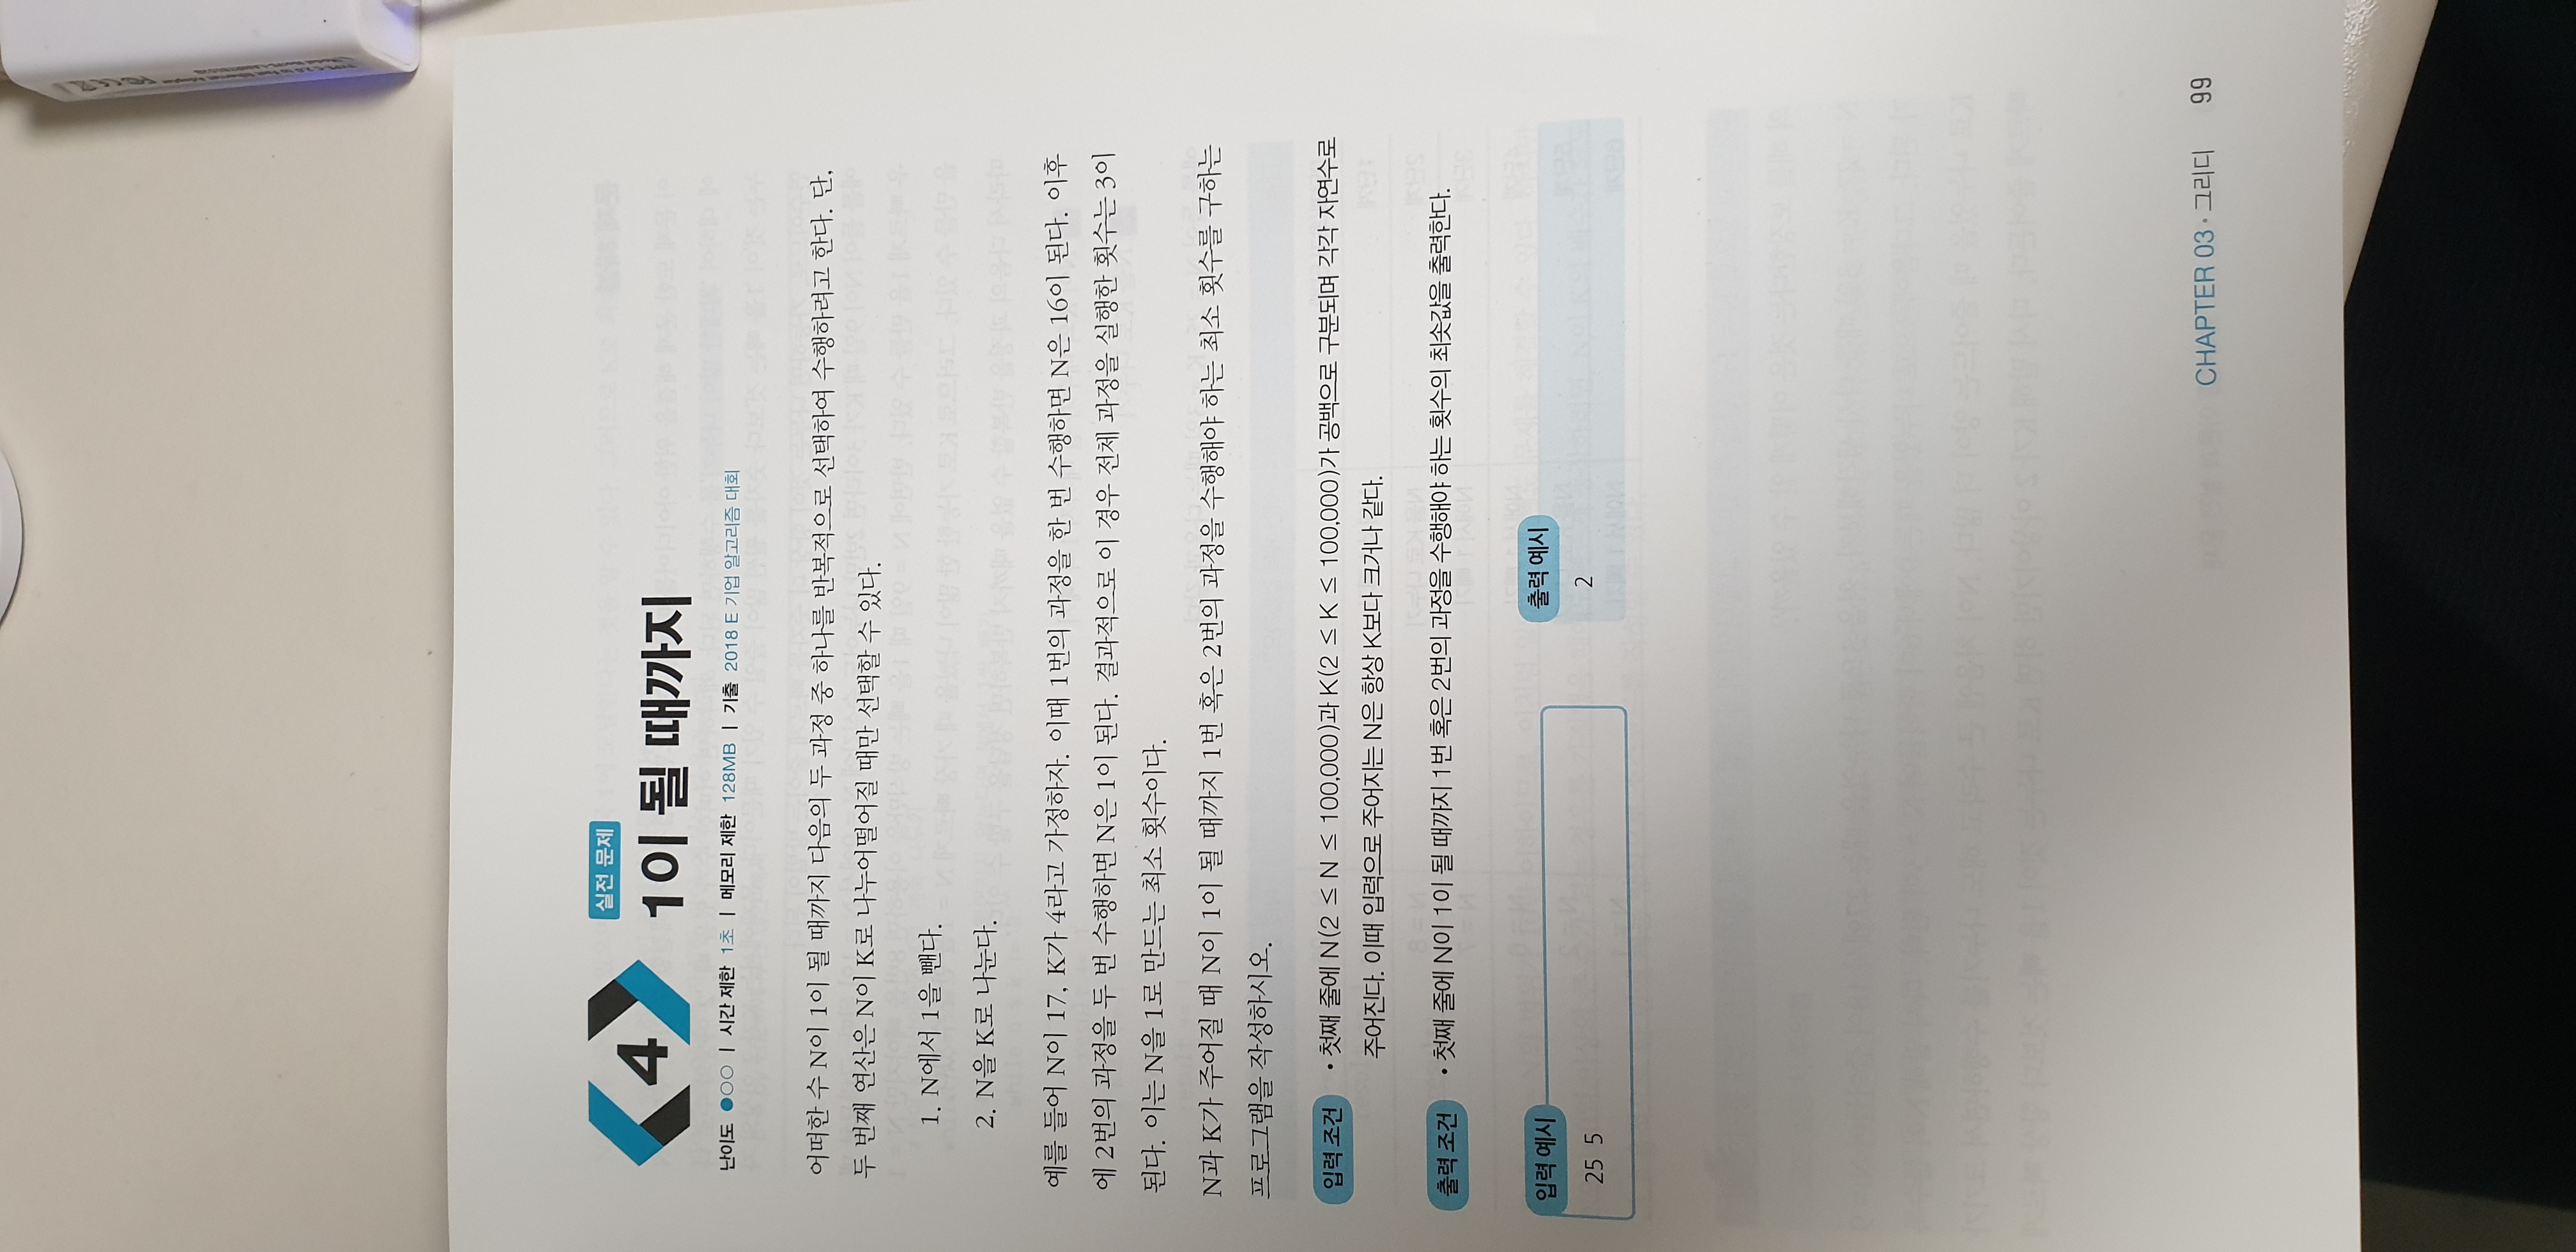 4
실전 문제
1이 될 때까지
난이도 ●○○ | 시간 제한 1초 | 메모리 제한 128MB | 기출 2018 E 기업 알고리즘 대회
어떠한 수 N이 1이 될 때까지 다음의 두 과정 중 하나를 반복적으로 선택하여 수행하려고 한다. 단,
두 번째 연산은 N이 K로 나누어떨어질 때만 선택할 수 있다.
1. N에서 1을 뺀다.
2. N을 K로 나눈다.
예를 들어 N이 17, K가 4라고 가정하자. 이때 1번의 과정을 한 번 수행하면 N은 16이 된다. 이후
에 2번의 과정을 두 번 수행하면 N은 1이 된다. 결과적으로 이 경우 전체 과정을 실행한 횟수는 3이
된다. 이는 N을 1로 만드는 최소 횟수이다.
N과 K가 주어질 때 N이 1이 될 때까지 1번 혹은 2번의 과정을 수행해야 하는 최소 횟수를 구하는
프로그램을 작성하시오.
입력 조건 • 첫째 줄에 N(2 ≤ N ≤ 100,000)과 K(2 ≤ K ≤ 100,000)가 공백으로 구분되며 각각 자연수로
주어진다. 이때 입력으로 주어지는 N은 항상 K보다 크거나 같다.
출력 조건 • 첫째 줄에 N이 1이 될 때까지 1번 혹은 2번의 과정을 수행해야 하는 횟수의 최솟값을 출력한다.
입력 예시
25 5
출력 예시
2
CHAPTER 03 • 그리디 99